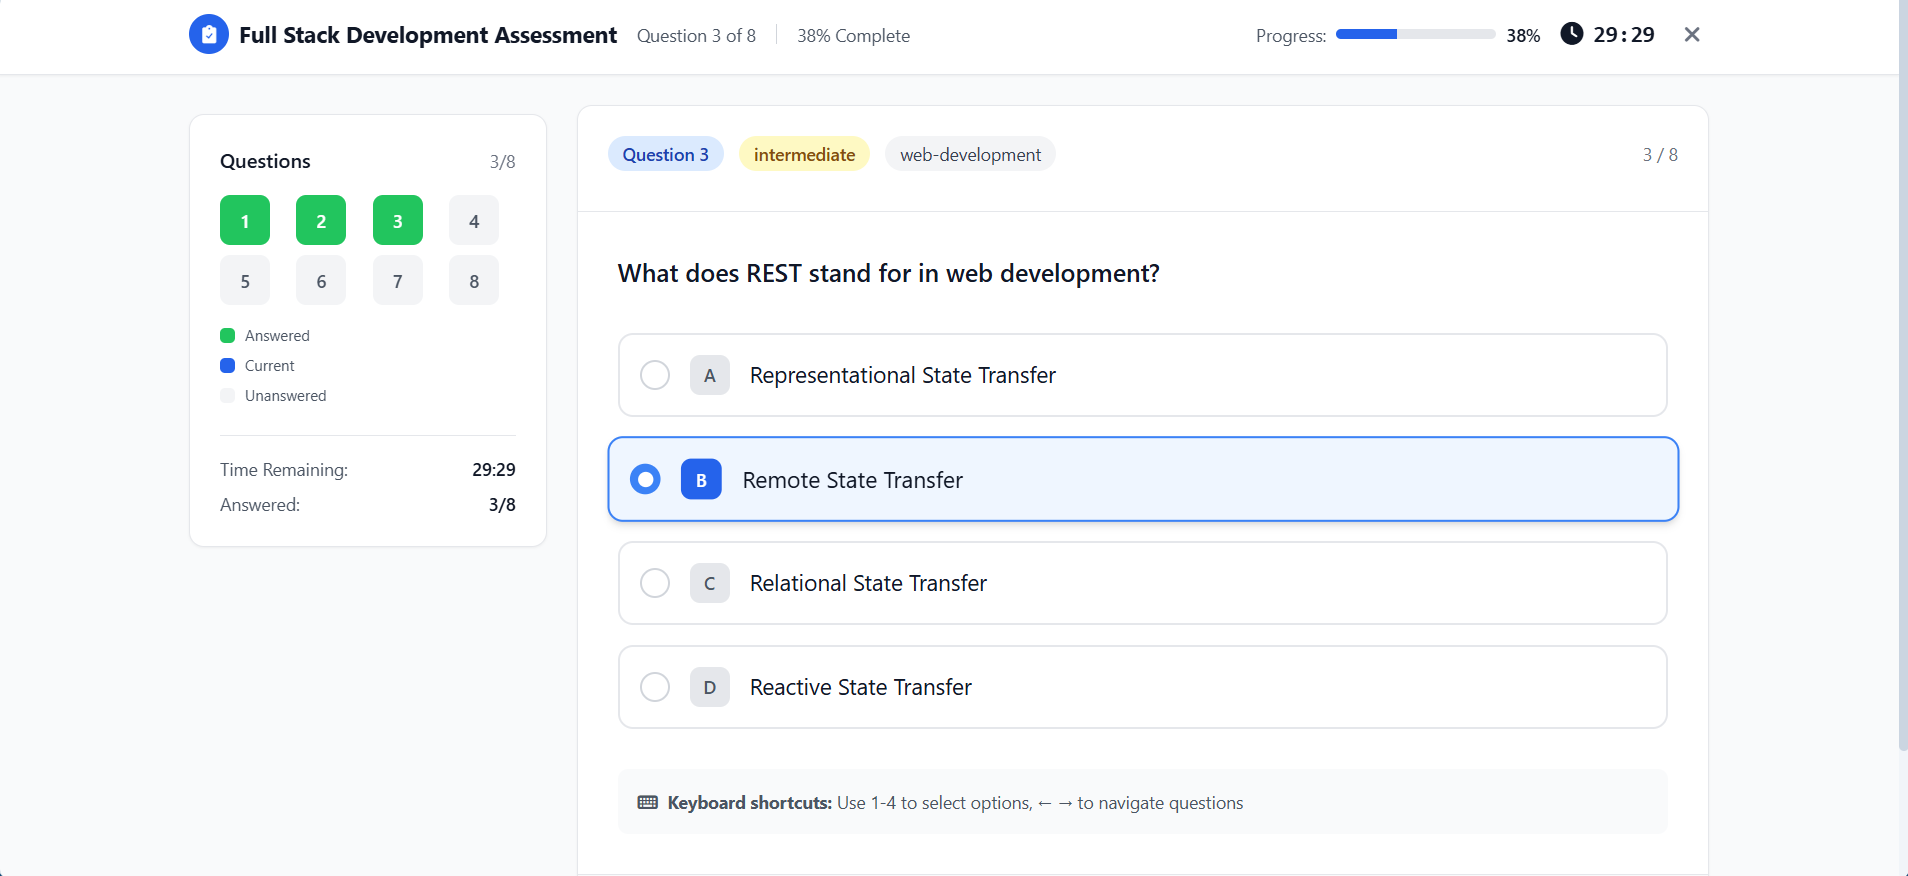 Full Stack Development Assessment
Question 3 of 8
38% Complete
Progress:
38%
29:29
Questions
3/8
1
2
3
4
5
6
7
8
Answered
Current
Unanswered
Time Remaining:
29:29
Answered:
3/8
Question 3
intermediate
web-development
3 / 8
What does REST stand for in web development?
A
Representational State Transfer
B
Remote State Transfer
C
Relational State Transfer
D
Reactive State Transfer
Keyboard shortcuts: Use 1-4 to select options, ← → to navigate questions